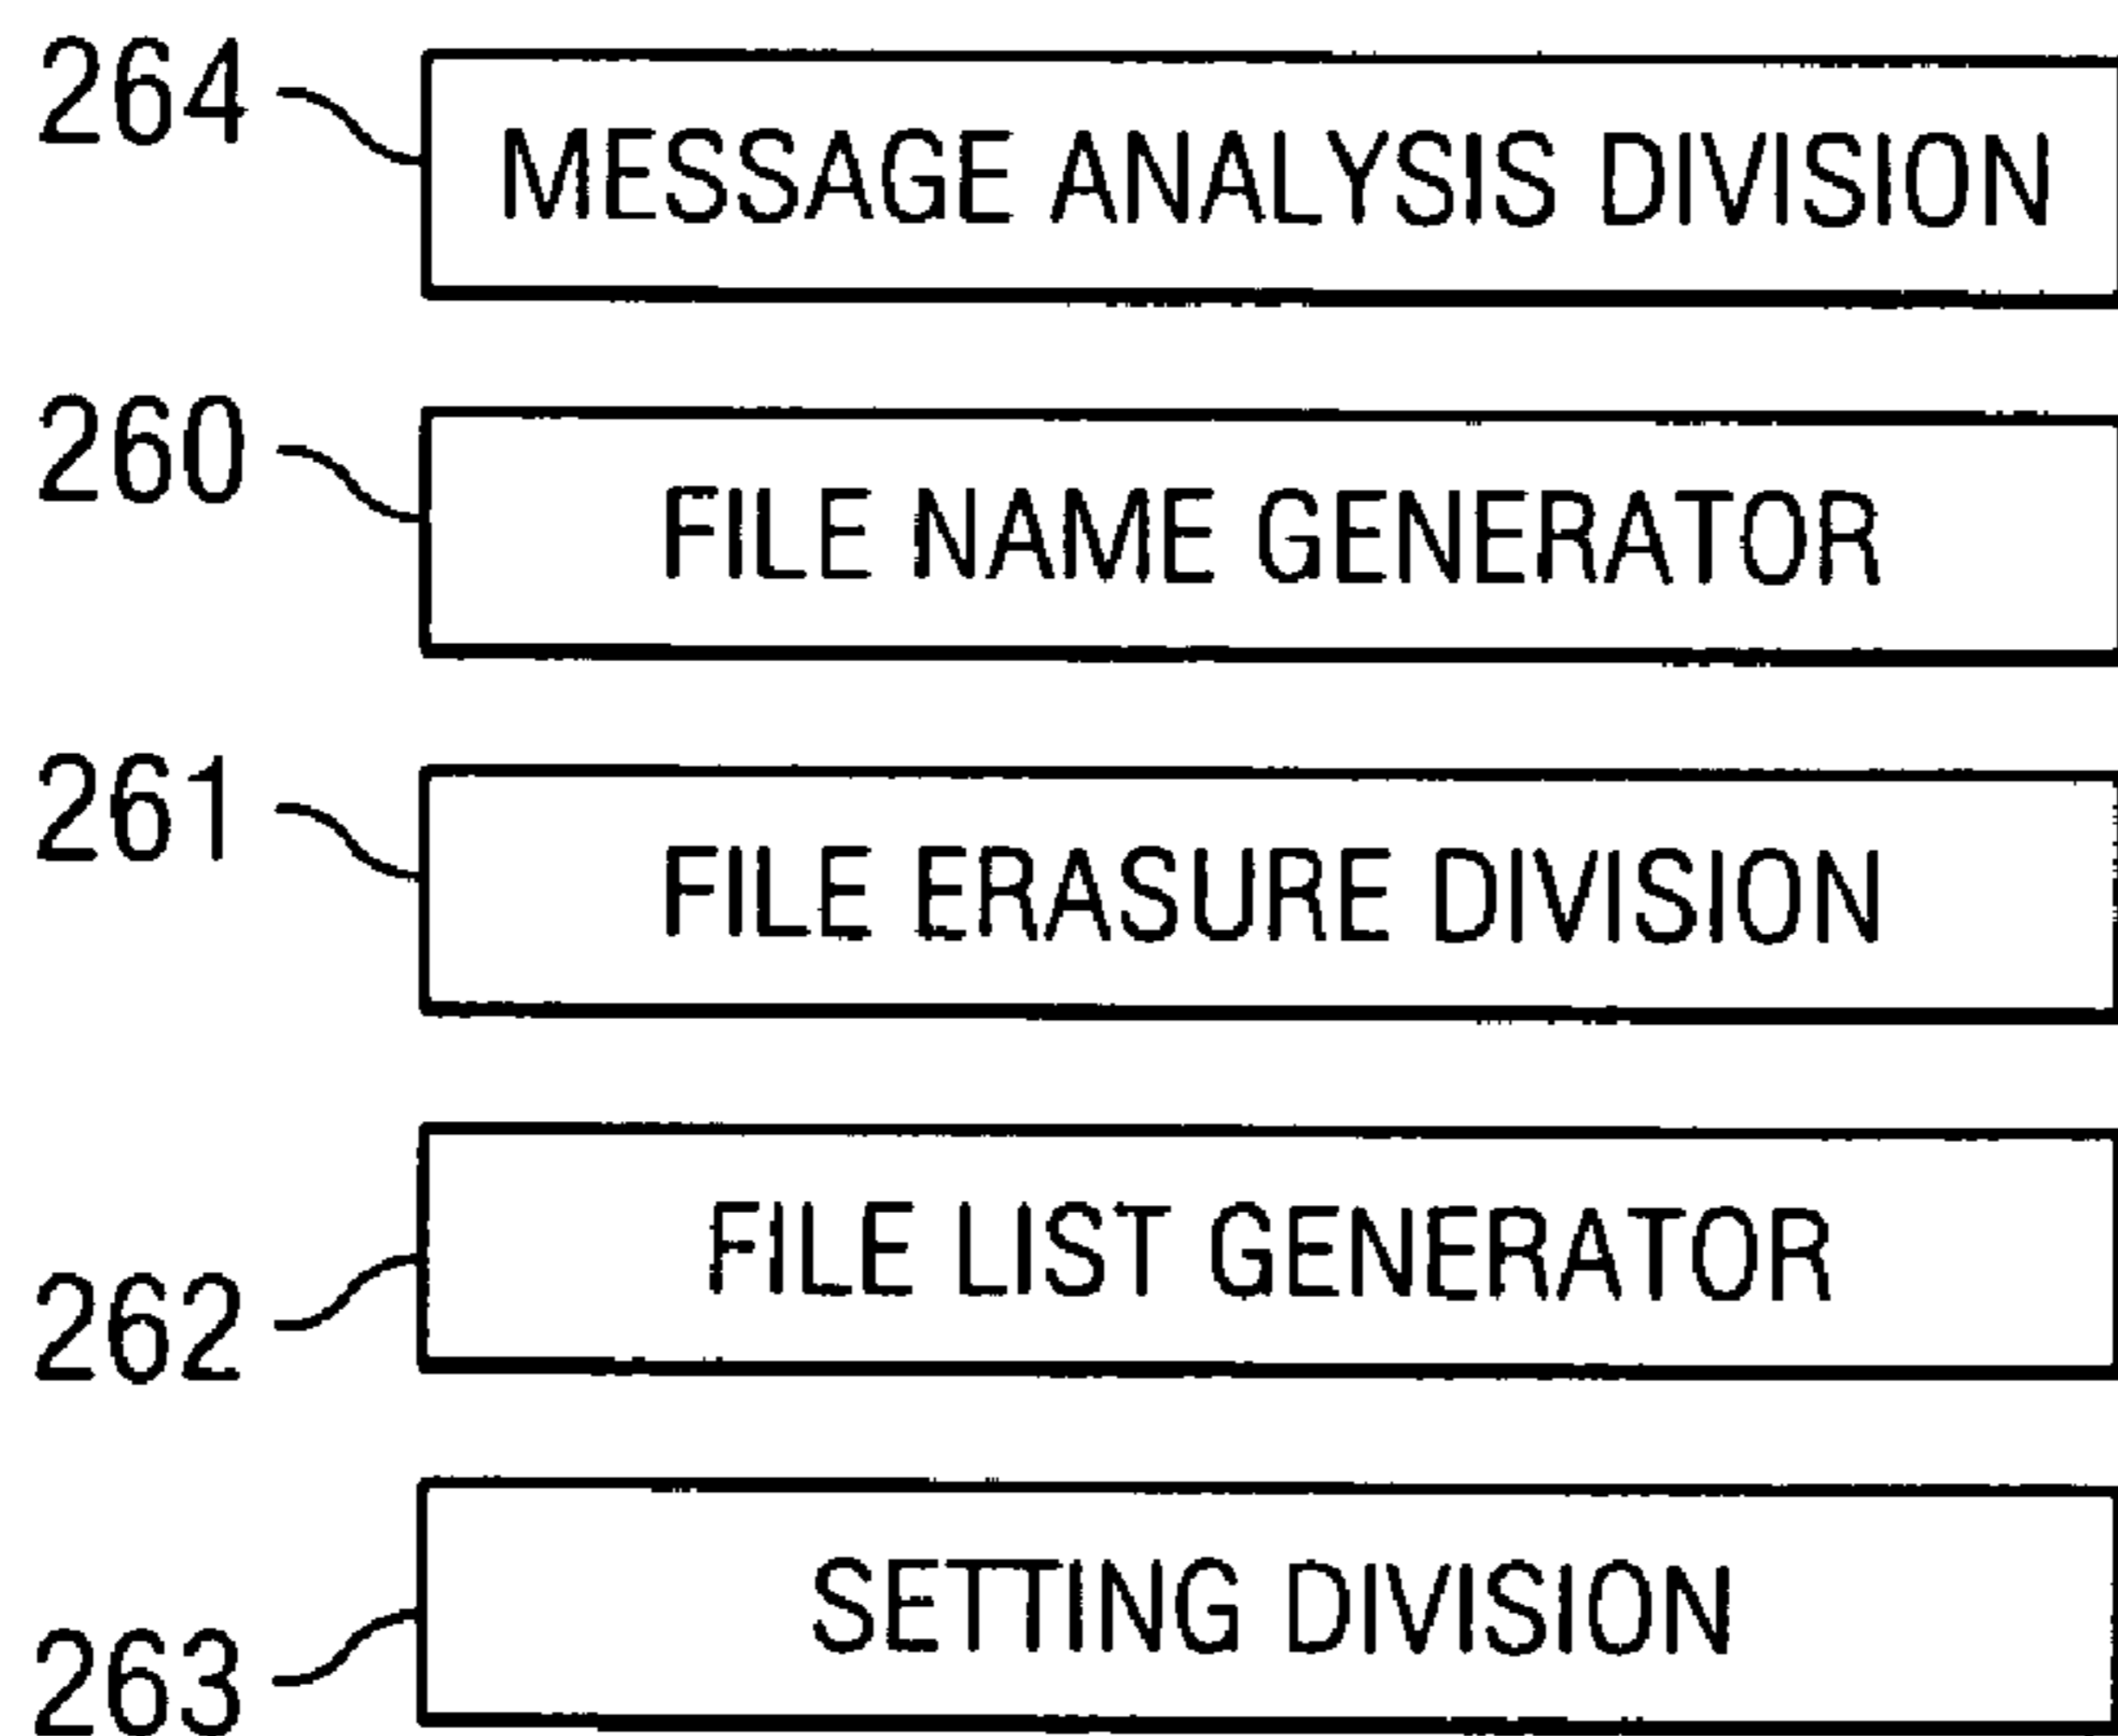 264 MESSAGE ANALYSIS DIVISION
260 FILE NAME GENERATOR
261 FILE ERASURE DIVISION
262 FILE LIST GENERATOR
263 SETTING DIVISION